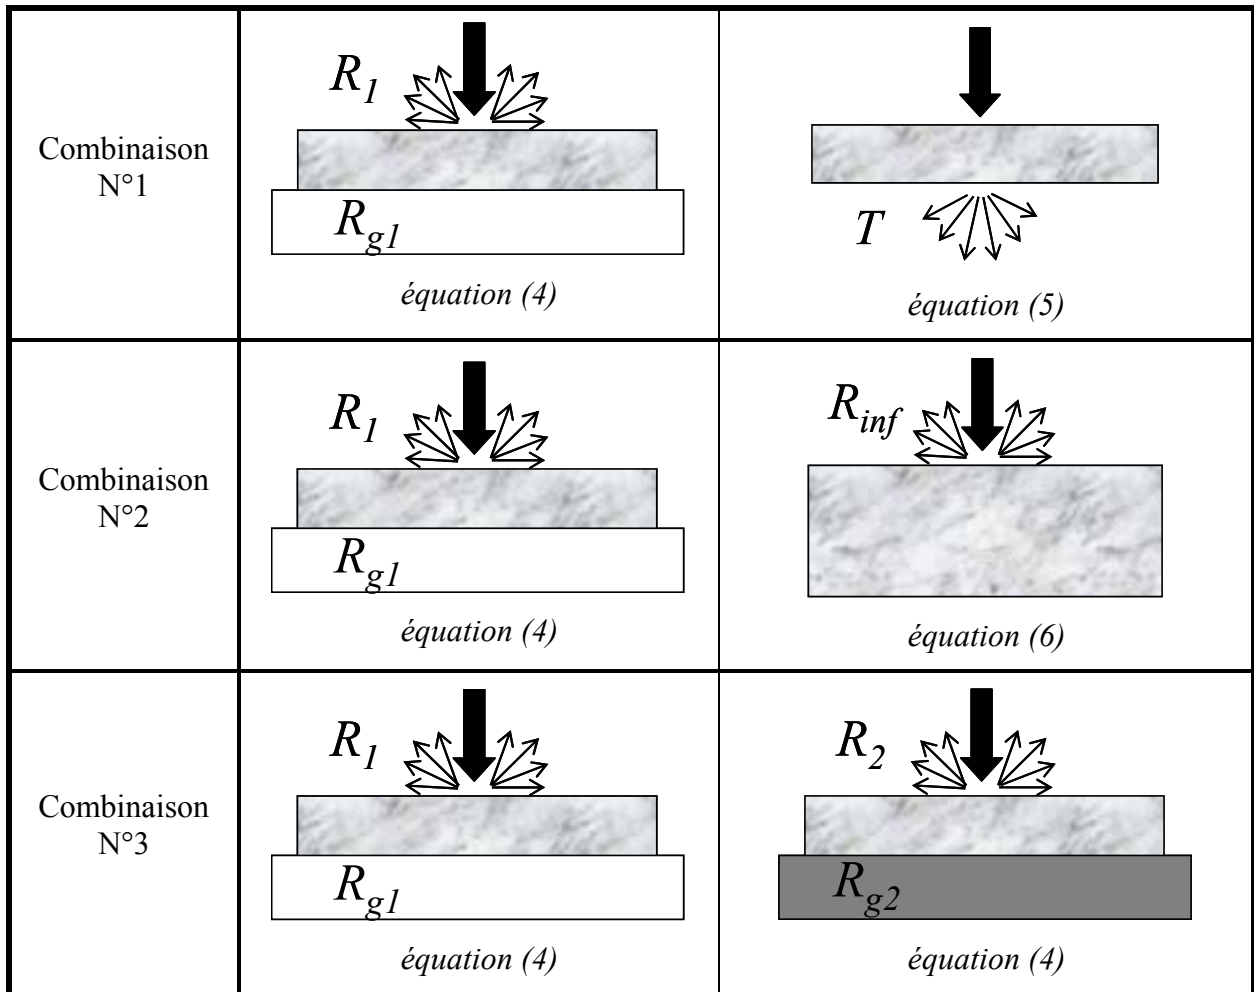 Combinaison
N°1
R1
Rg1
équation (4)
T
équation (5)
Combinaison
N°2
R1
Rg1
équation (4)
Rinf
équation (6)
Combinaison
N°3
R1
Rg1
équation (4)
R2
Rg2
équation (4)